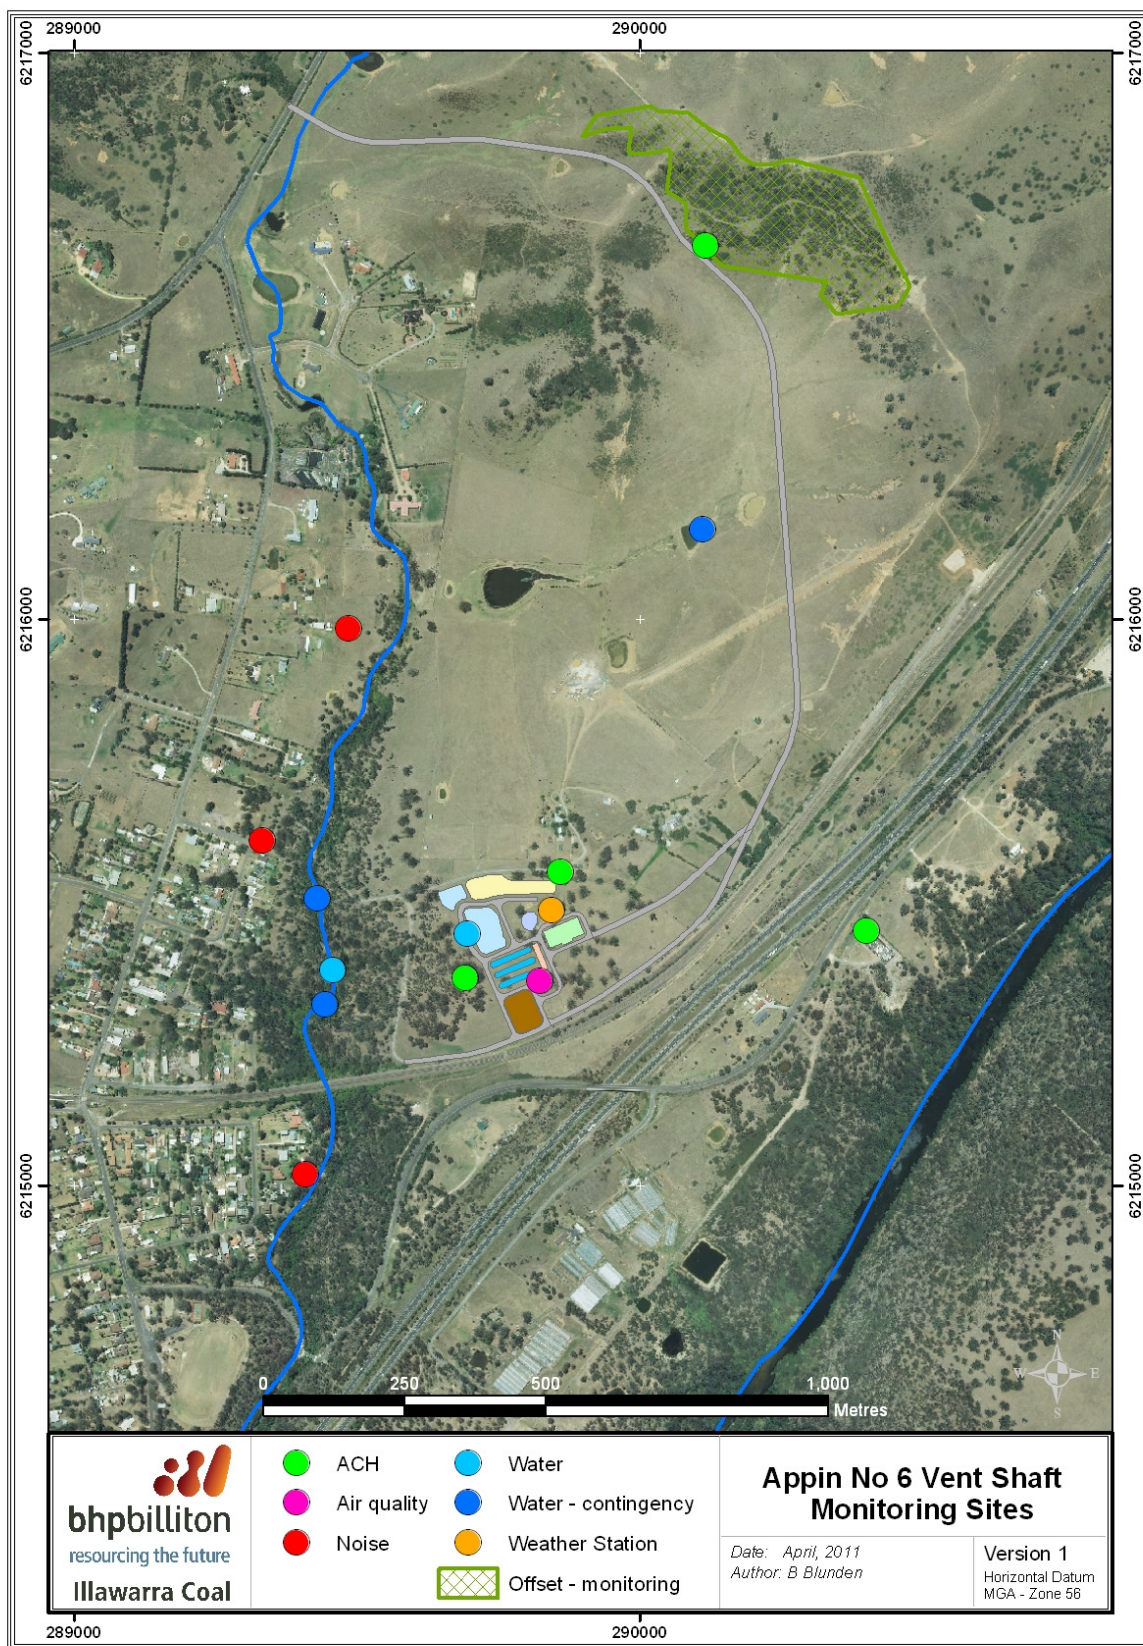 289000
290000
6217000
6217000
6216000
6216000
6215000
6215000
N
W E
S
0 250 500 1,000
Metres
bhpbilliton
resourcing the future
Illawarra Coal
ACH
Air quality
Noise
Water
Water - contingency
Weather Station
Offset - monitoring
Appin No 6 Vent Shaft
Monitoring Sites
Date: April, 2011
Author: B Blunden
Version 1
Horizontal Datum
MGA - Zone 56
289000
290000